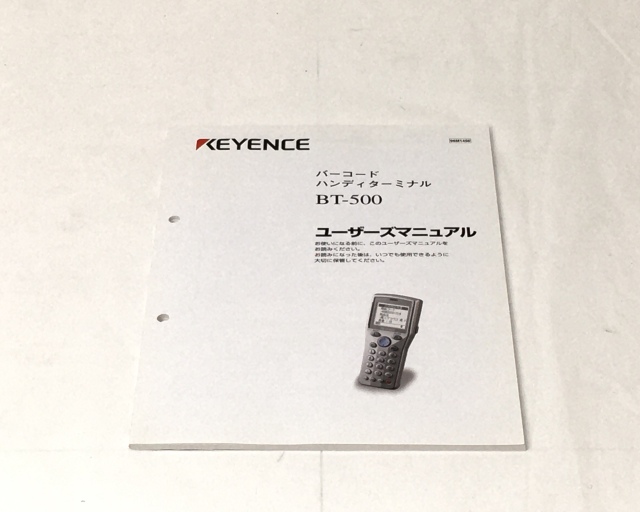 KEYENCE
バーコード
ハンディターミナル
BT-500
ユーザーズマニュアル
お使いになる前に、このユーザーズマニュアルを
お読みください。
お読みになった後は、いつでも使用できるように
大切に保管してください。